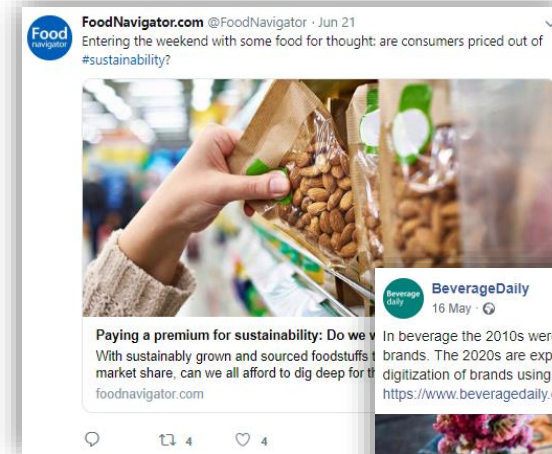 Food
navigator
FoodNavigator.com @FoodNavigator · Jun 21
Entering the weekend with some food for thought: are consumers priced out of
#sustainability?
Paying a premium for sustainability: Do we
With sustainably grown and sourced foodstuffs
market share, can we all afford to dig deep for
foodnavigator.com
4
4
Beverage
daily
BeverageDaily
16 May ·
In beverage the 2010s were
brands. The 2020s are
digitization of brands using
https://www.beveragedaily.